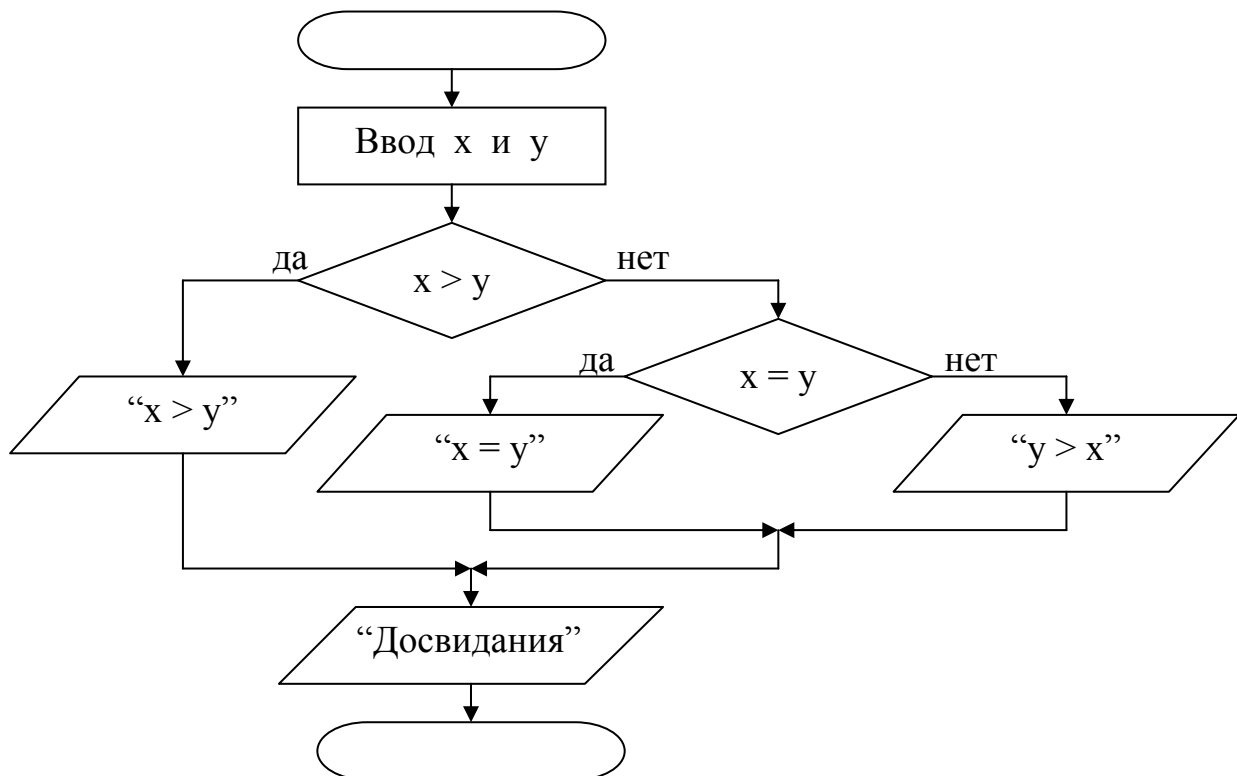 Ввод x и y
да
нет
x > y
да
нет
x = y
“x > y”
“x = y”
“y > x”
“Досвидания”